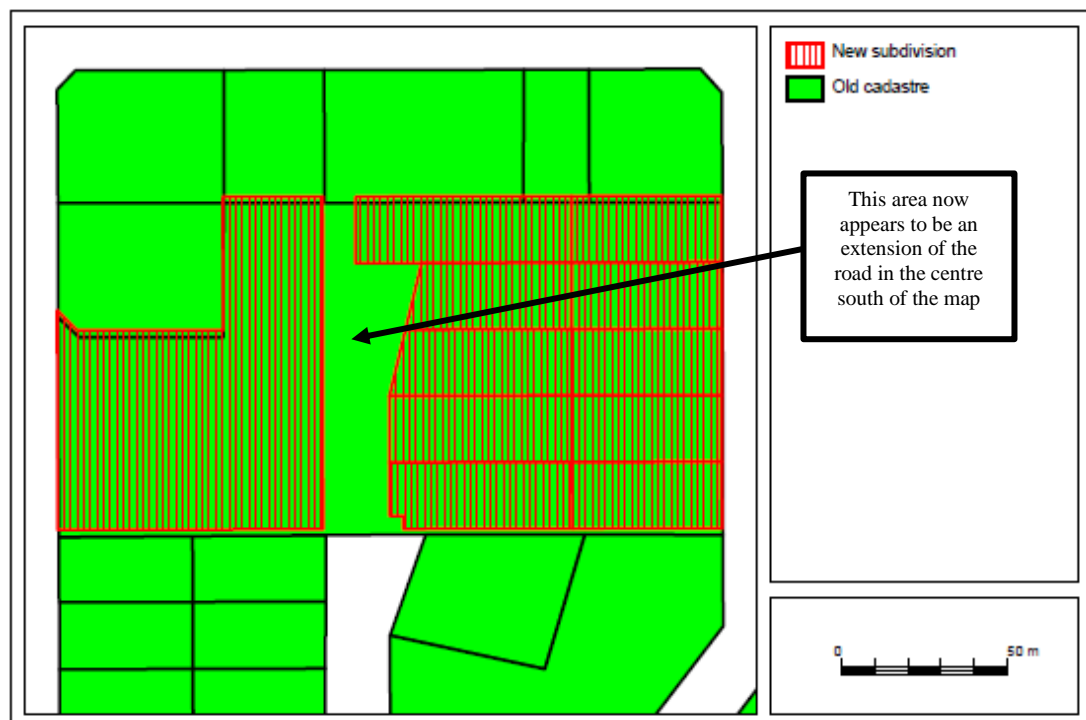 New subdivision
Old cadastre
This area now
appears to be an
extension of the
road in the centre
south of the map
0 50 m